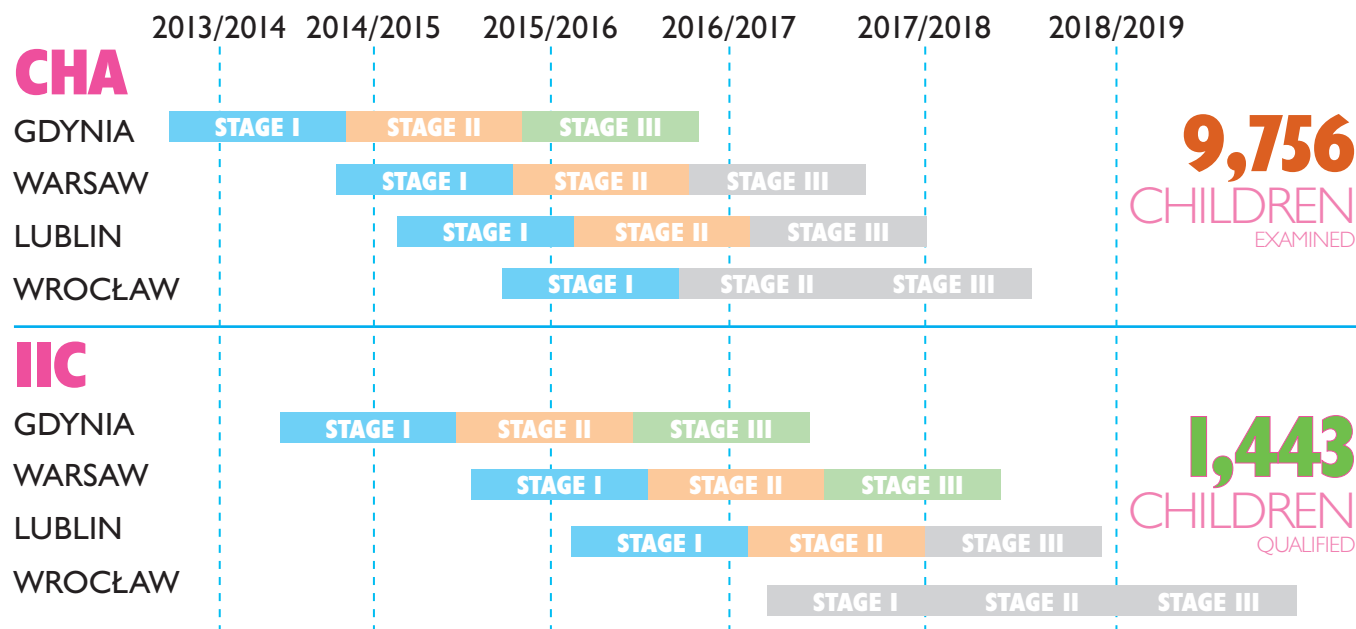 2013/2014 2014/2015 2015/2016 2016/2017 2017/2018 2018/2019
CHA
GDYNIA STAGE I STAGE II STAGE III
WARSAW STAGE I STAGE II STAGE III
LUBLIN STAGE I STAGE II STAGE III
WROCŁAW STAGE I STAGE II STAGE III
9,756
CHILDREN
EXAMINED
IIC
GDYNIA STAGE I STAGE II STAGE III
WARSAW STAGE I STAGE II STAGE III
LUBLIN STAGE I STAGE II STAGE III
WROCŁAW STAGE I STAGE II STAGE III
1,443
CHILDREN
QUALIFIED